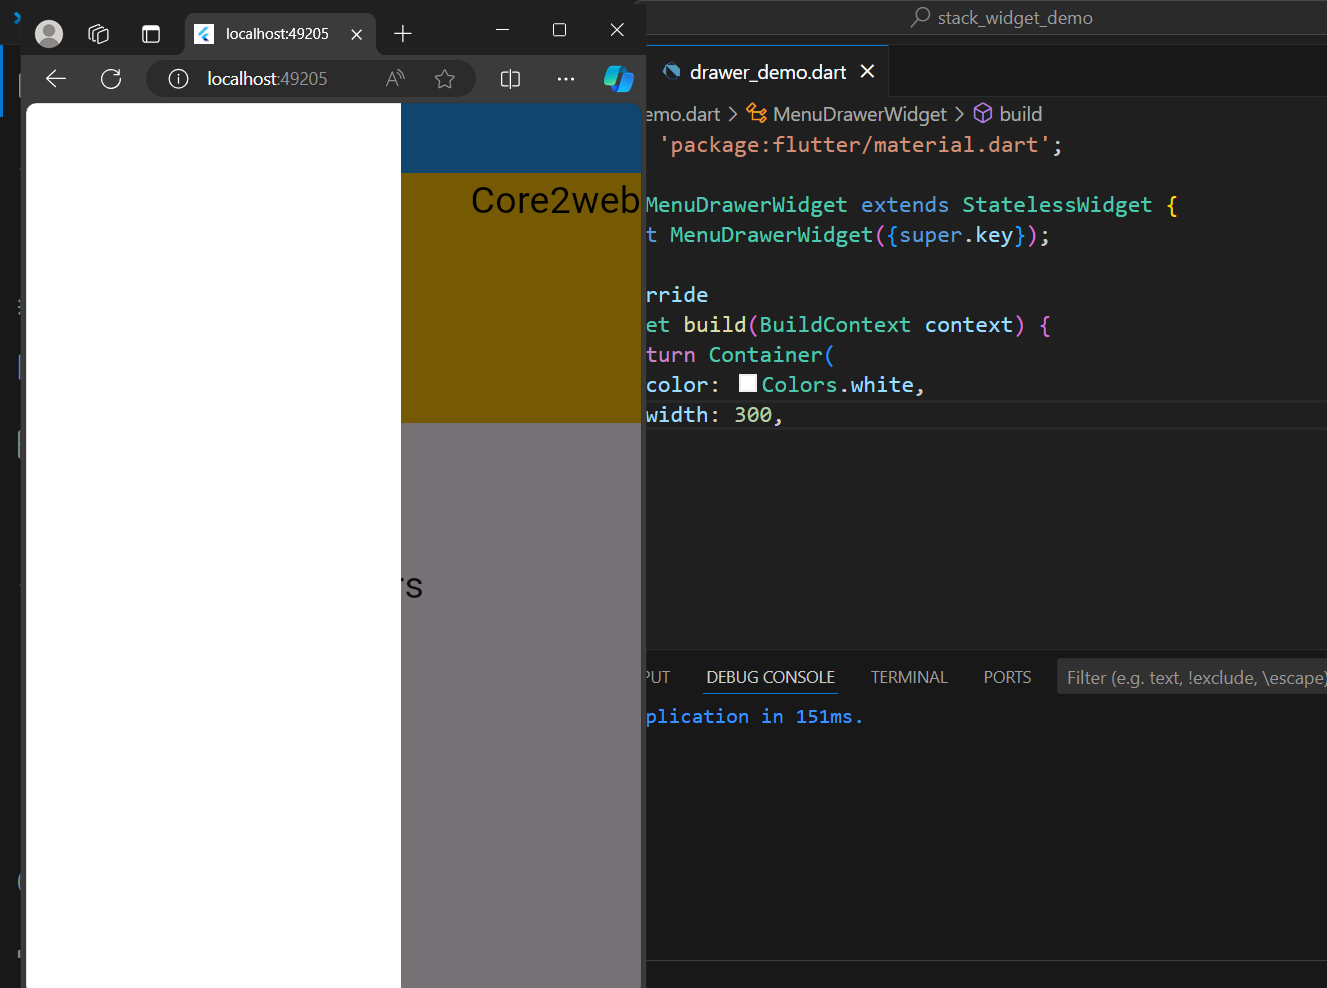 stack_widget_demo
localhost:49205
localhost:49205
drawer_demo.dart
emo.dart > MenuDrawerWidget > build
'package:flutter/material.dart';
MenuDrawerWidget extends StatelessWidget {
t MenuDrawerWidget({super.key});
rride
et build(BuildContext context) {
turn Container(
color: Colors.white,
width: 300,
Core2web
rs
PUT DEBUG CONSOLE TERMINAL PORTS Filter (e.g. text, !exclude, \escape)
plication in 151ms.